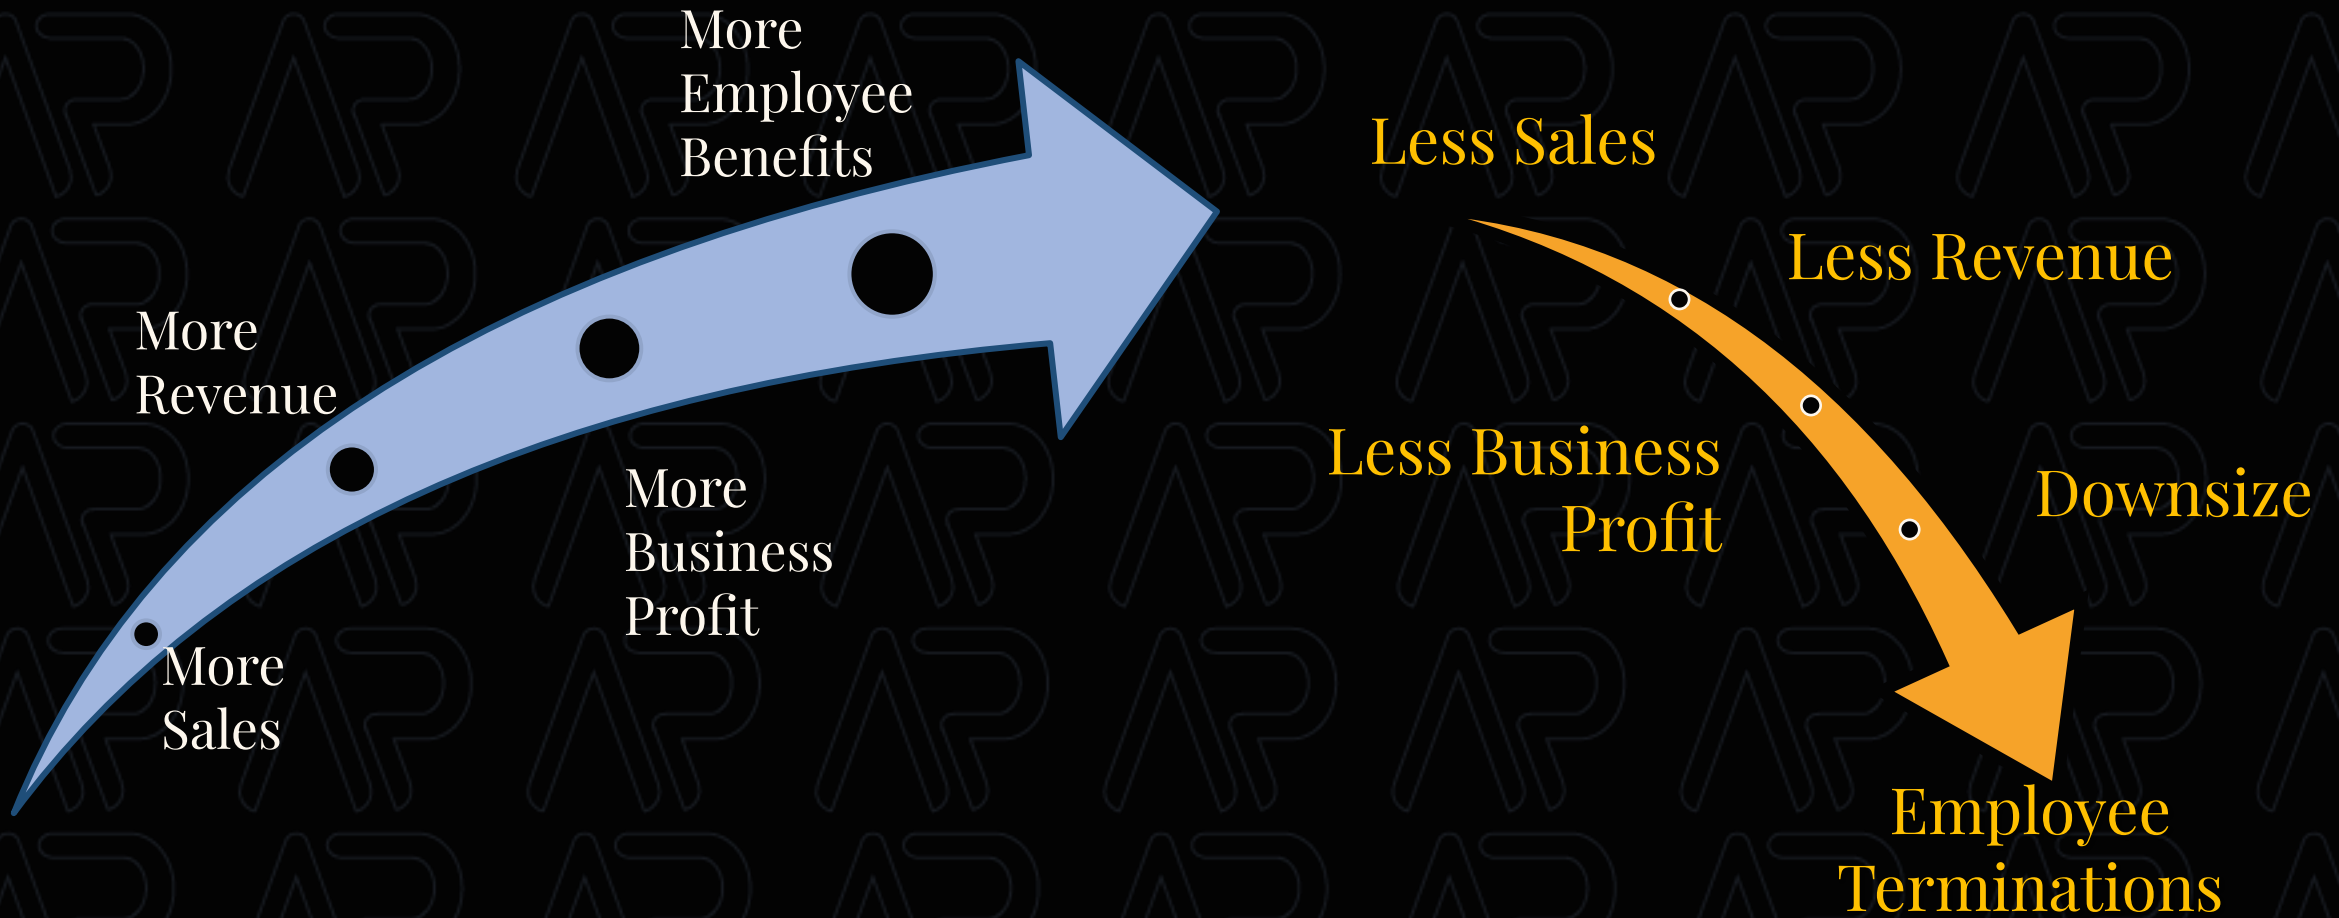 More
Employee
Benefits
More
Revenue
More
Business
Profit
More
Sales
Less Sales
Less Revenue
Less Business
Profit
Downsize
Employee
Terminations